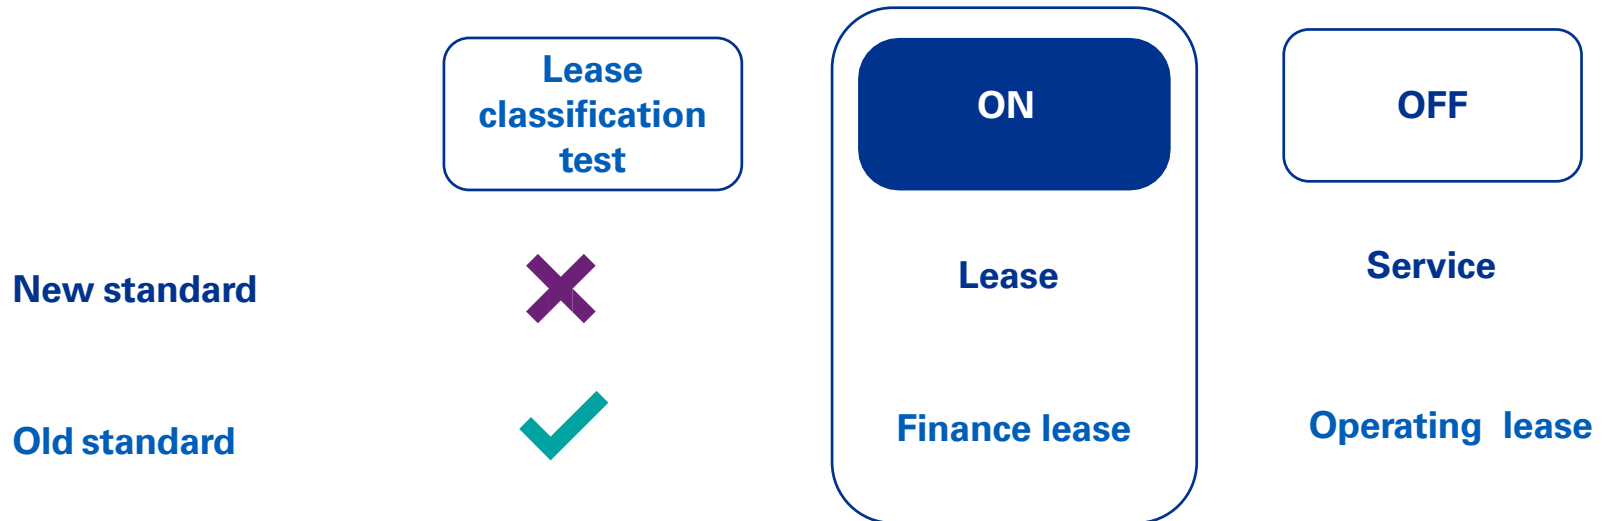 Lease
classification
test
ON
OFF
New standard
Lease
Service
Old standard
Finance lease
Operating lease